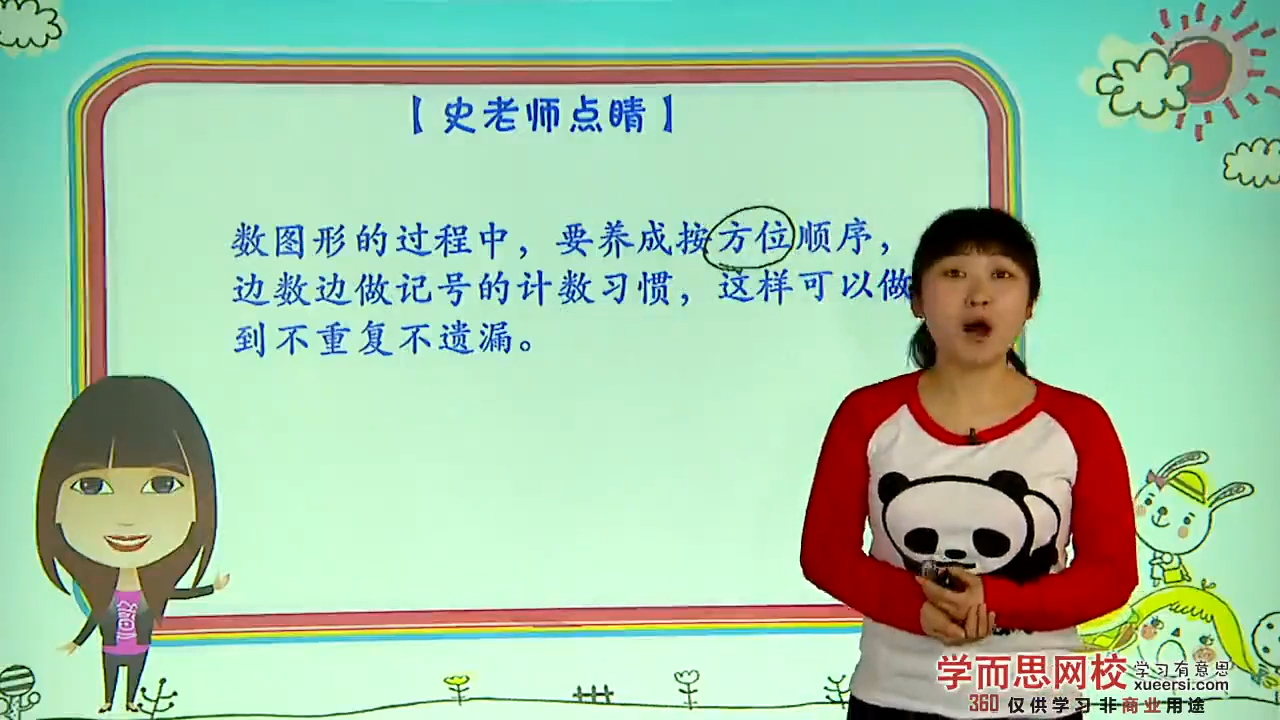 【史老师点睛】
数图形的过程中，要养成按方位顺序，
边数边做记号的计数习惯，这样可以做
到不重复不遗漏。
学而思网校 学习有意思
xueersi.com
360 仅供学习非商业用途